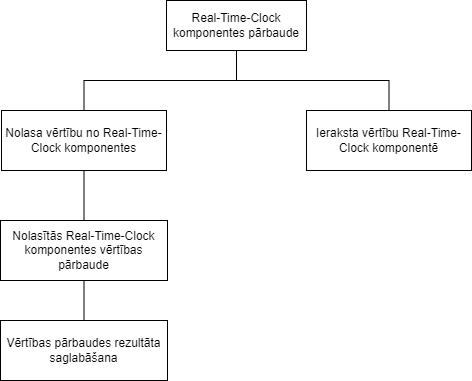 Real-Time-Clock
komponentes pārbaude
Nolasa vērtību no Real-Time-
Clock komponentes
Ieraksta vērtību Real-Time-
Clock komponentē
Nolasītās Real-Time-Clock
komponentes vērtības
pārbaude
Vērtības pārbaudes rezultāta
saglabāšana